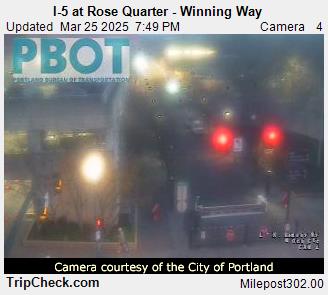 I-5 at Rose Quarter - Winning Way
Updated Mar 25 2025 7:49 PM Camera 4
PBOT
PORTLAND BUREAU OF TRANSPORTATION
Camera courtesy of the City of Portland
TripCheck.com Milepost302.00